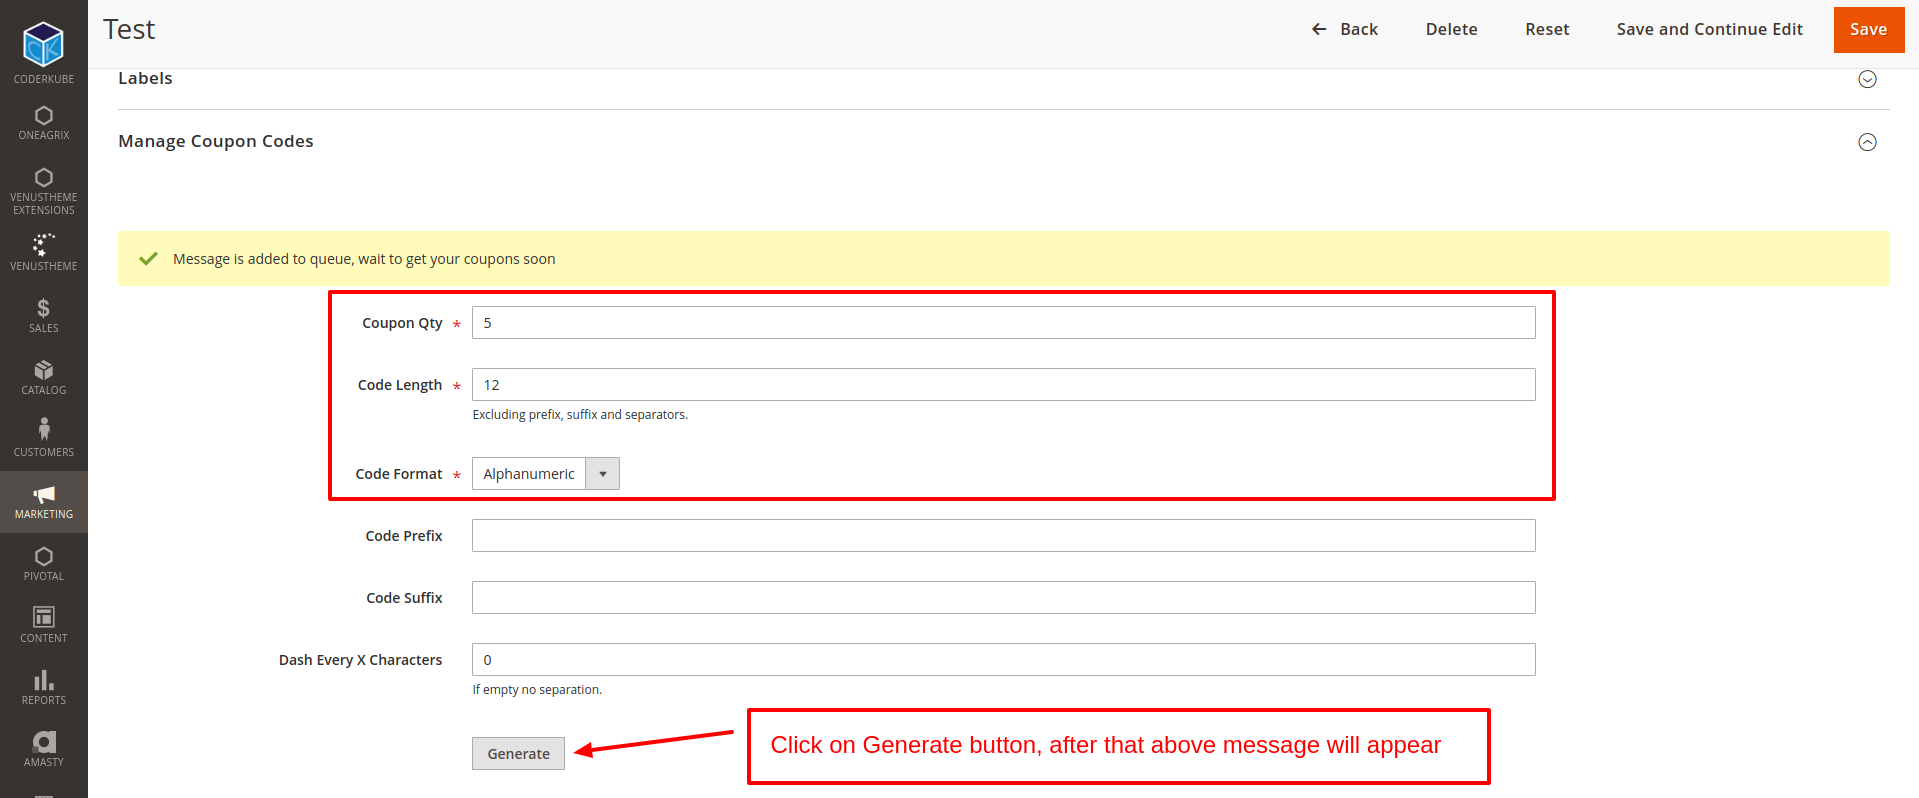 Test
Back
Delete
Reset
Save and Continue Edit
Save
CK
CODERKUBE
ONEAGRIX
VENUSTHEME
EXTENSIONS
VENUSTHEME
SALES
CATALOG
CUSTOMERS
MARKETING
PIVOTAL
CONTENT
REPORTS
AMASTY
Labels
Manage Coupon Codes
Message is added to queue, wait to get your coupons soon
Coupon Qty *
5
Code Length *
12
Excluding prefix, suffix and separators.
Code Format *
Alphanumeric
Code Prefix
Code Suffix
Dash Every X Characters
0
If empty no separation.
Generate
Click on Generate button, after that above message will appear